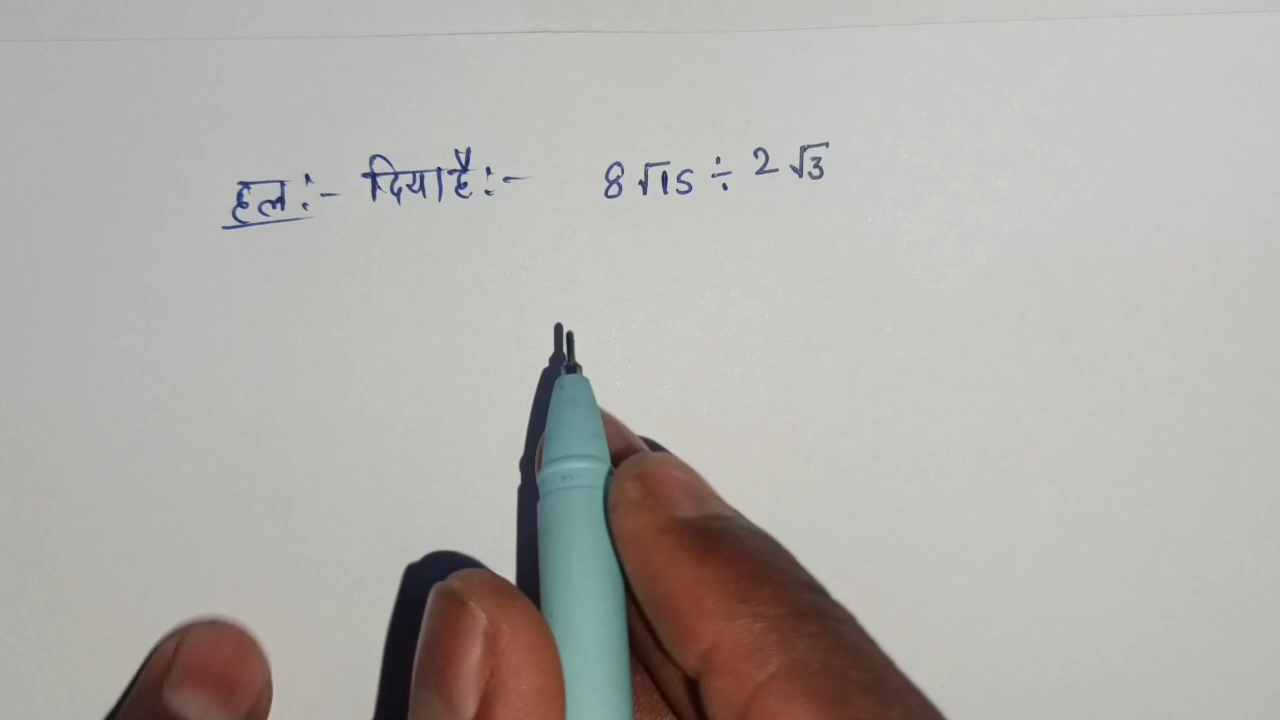 हल :- दिया है :- 8√15 ÷ 2√3